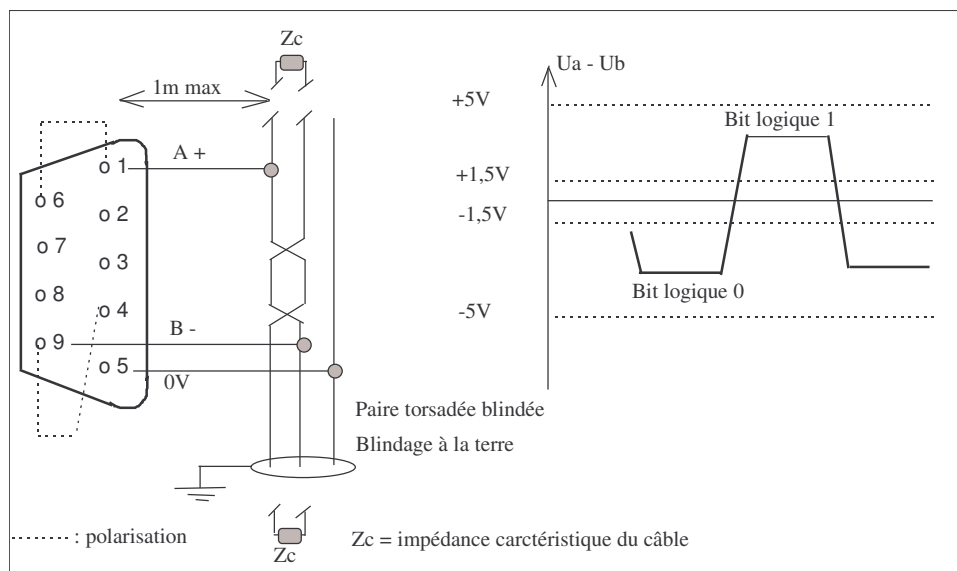 Zc
1m max
A +
o 1
o 6
o 2
o 7
o 3
o 8
o 4
B -
o 9
o 5
0V
Paire torsadée blindée
Blindage à la terre
: polarisation
Zc
Zc = impédance carctéristique du câble
Ua - Ub
+5V
Bit logique 1
+1,5V
-1,5V
Bit logique 0
-5V